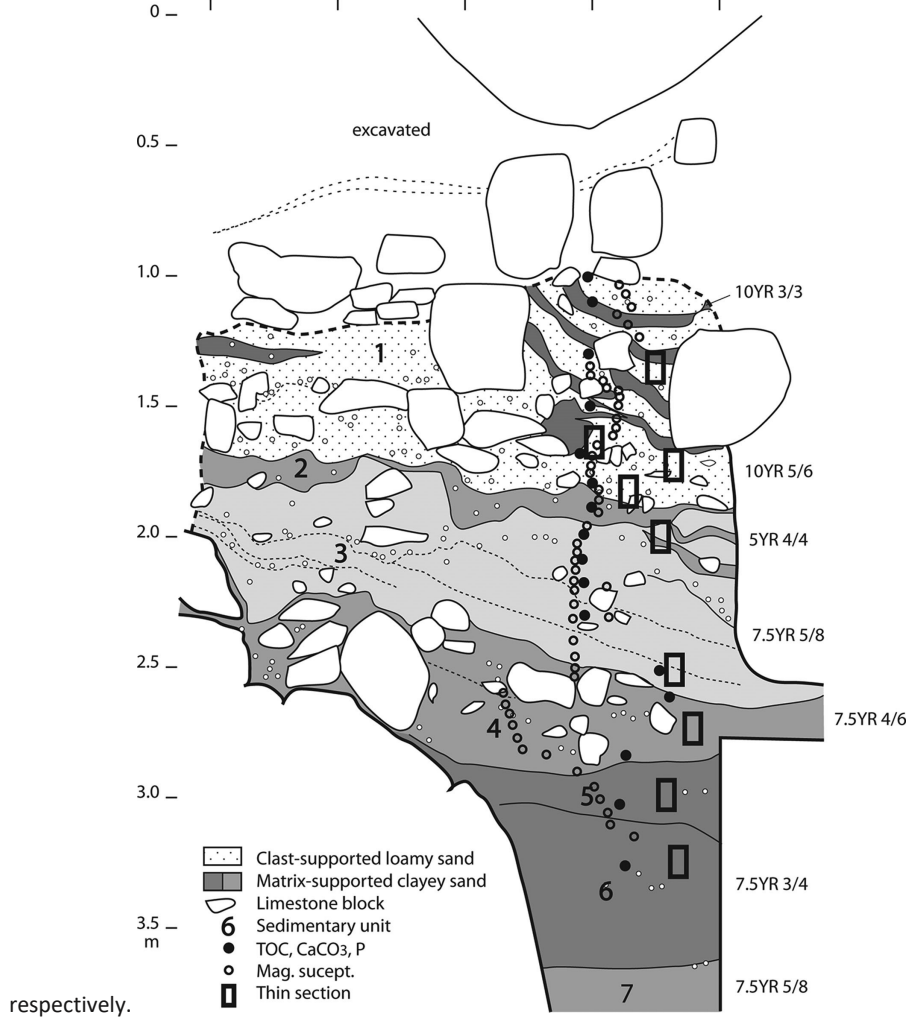 0
0.5
excavated
1.0
10YR 3/3
1
1.5
2
10YR 5/6
2.0
5YR 4/4
3
7.5YR 5/8
2.5
4
7.5YR 4/6
3.0
5
Clast-supported loamy sand
Matrix-supported clayey sand
6
7.5YR 3/4
Limestone block
3.5
6 Sedimentary unit
m
TOC, CaCO3, P
Mag. sucept.
7.5YR 5/8
Thin section
7
respectively.